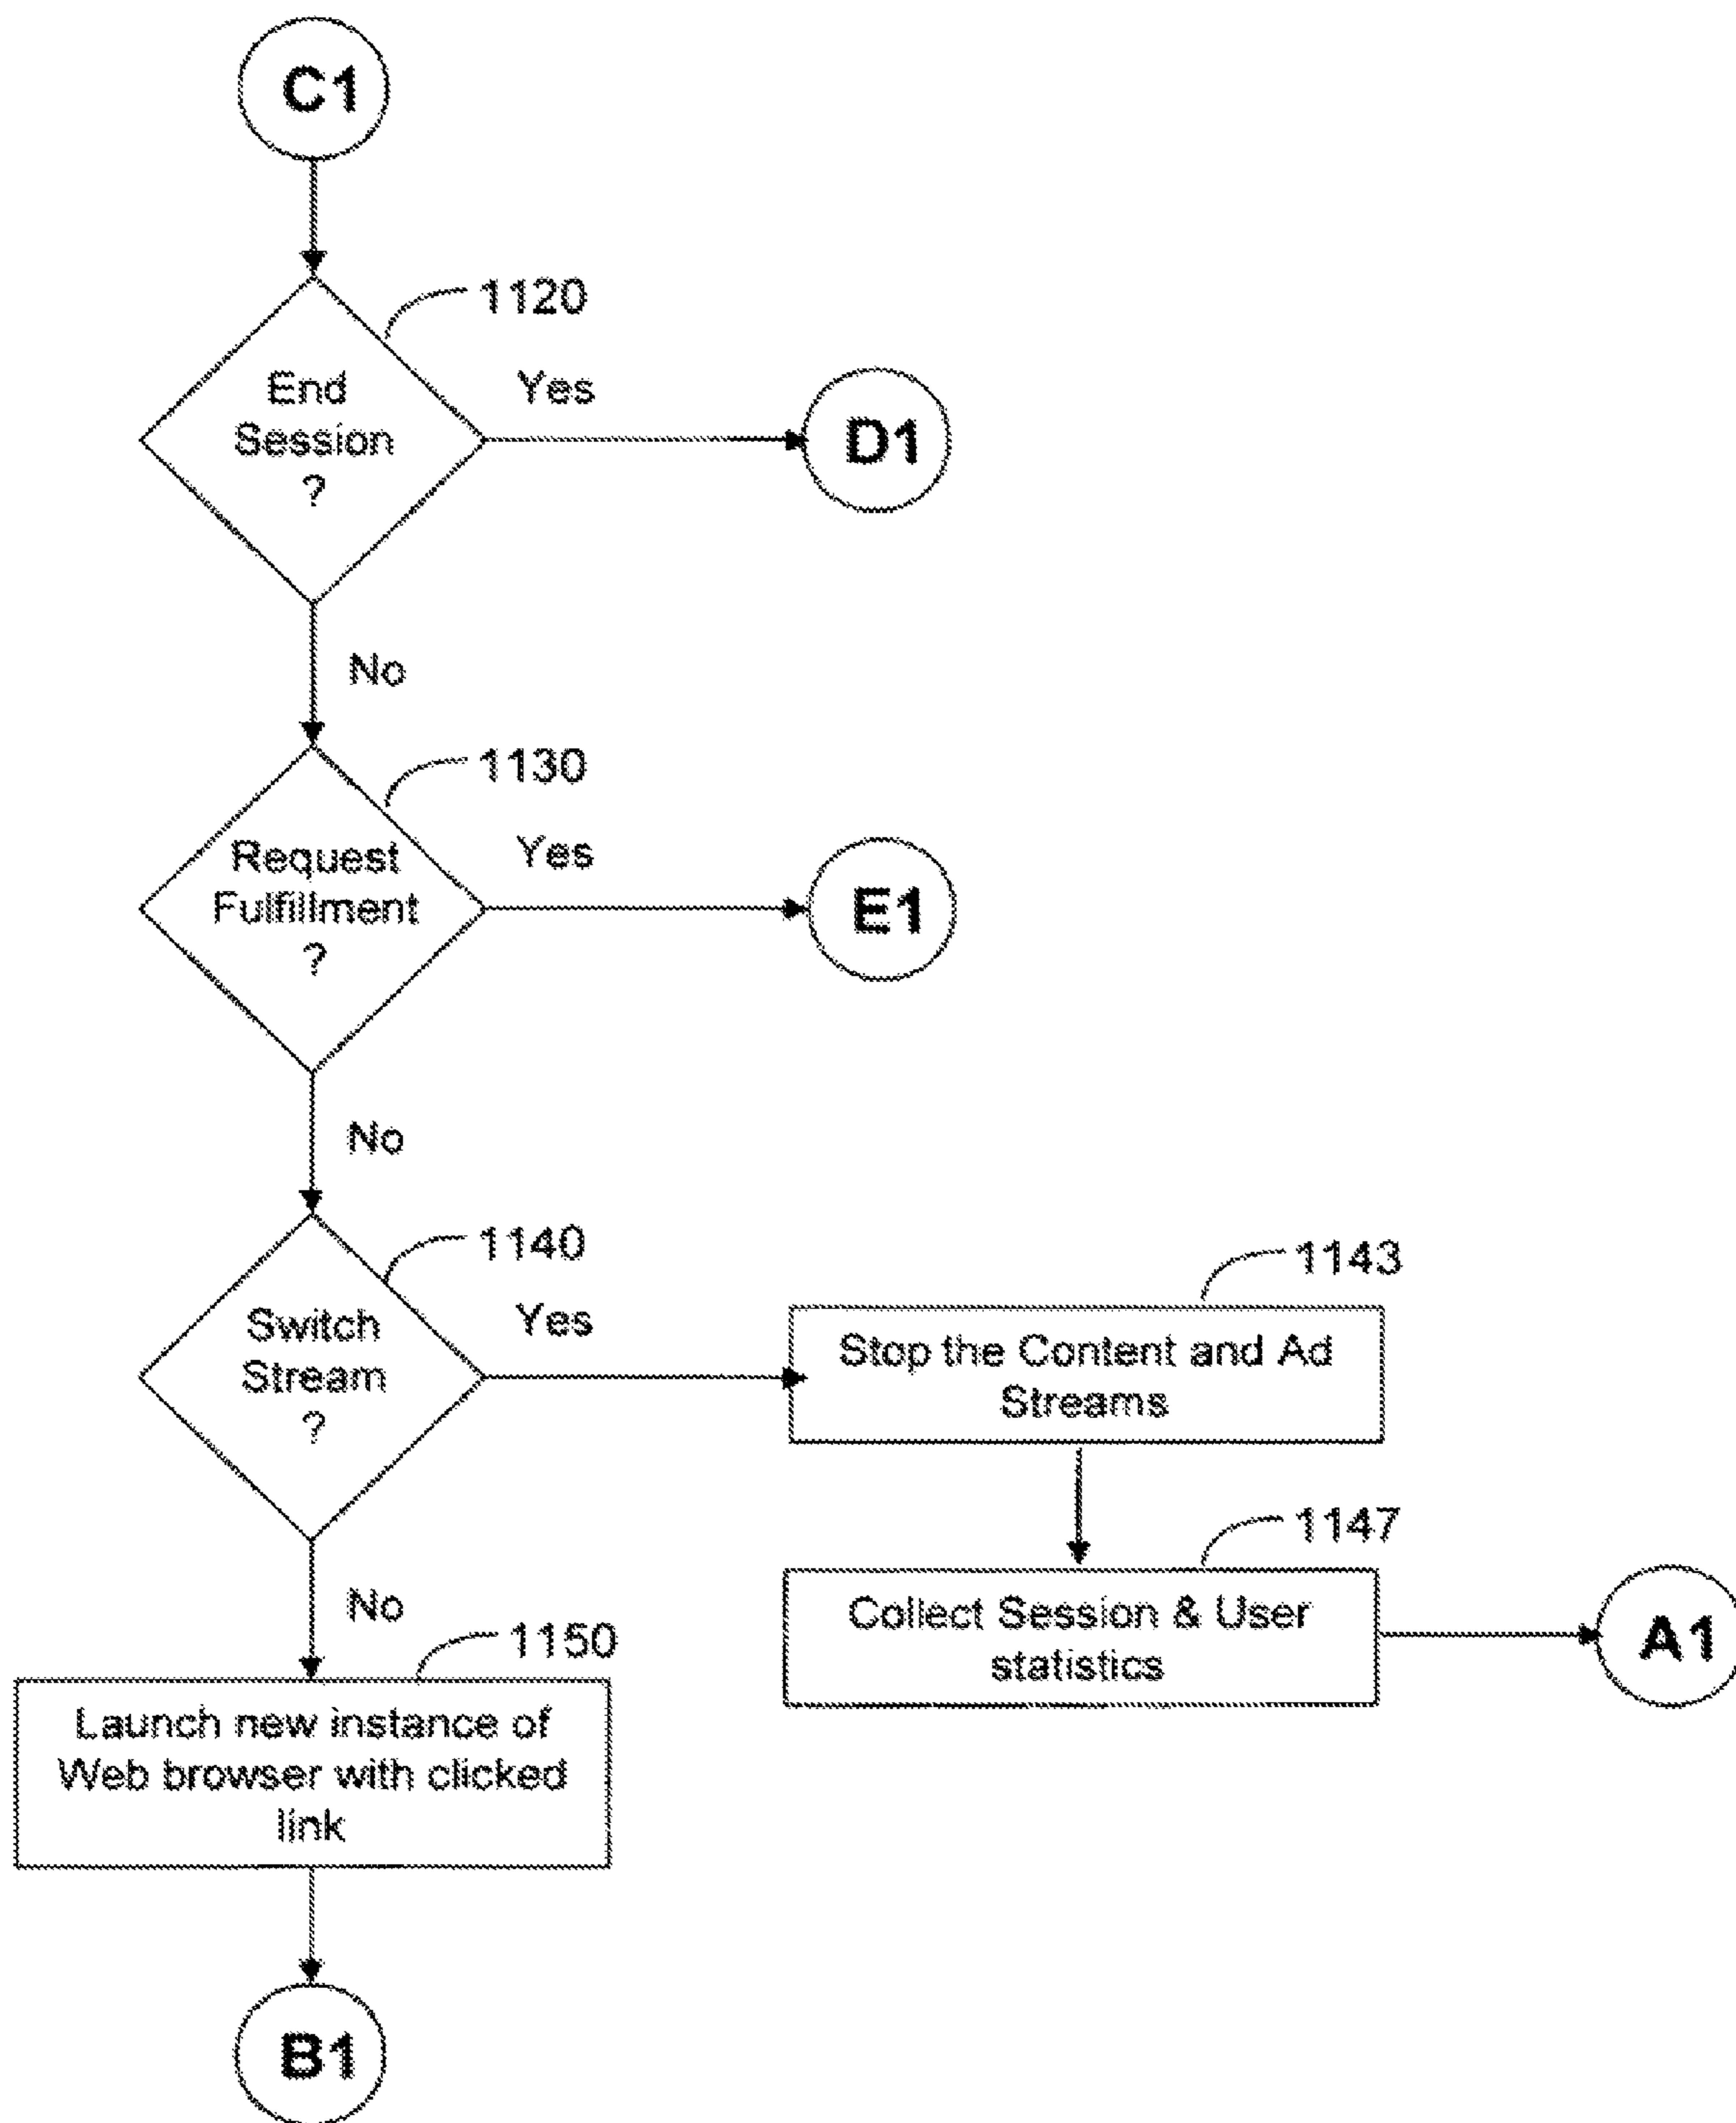 C1
1120
End
Session
?
Yes
D1
No
1130
Request
Fulfillment
?
Yes
E1
No
1140
Switch
Stream
?
Yes
1143
Stop the Content and Ad
Streams
1147
Collect Session & User
statistics
A1
No
1150
Launch new instance of
Web browser with clicked
link
B1